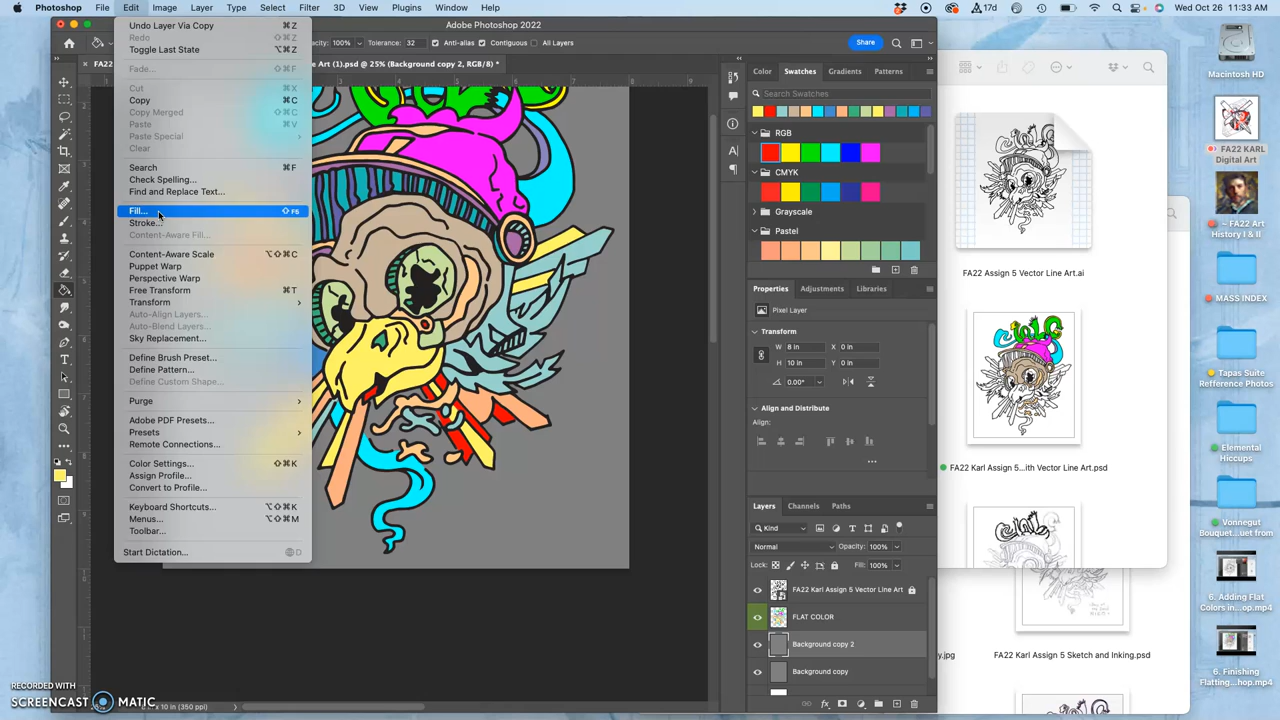 Photoshop File Edit Image Layer Type Select Filter 3D View Plugins Window Help 17d Wed Oct 26 11:33 AM
Adobe Photoshop 2022
Opacity: 100% Tolerance: 32 Anti-alias Contiguous All Layers Share
FA22 Art (1).psd @ 25% (Background copy 2, RGB/8) *
Undo Layer Via Copy ⌘Z
Redo ⇧⌘Z
Toggle Last State ⌥⌘Z
Fade... ⇧⌘F
Cut ⌘X
Copy ⌘C
Copy Merged ⇧⌘C
Paste ⌘V
Paste Special
Clear
Search ⌘F
Check Spelling...
Find and Replace Text...
Fill... ⇧F5
Stroke...
Content-Aware Fill...
Content-Aware Scale ⌥⇧⌘C
Puppet Warp
Perspective Warp
Free Transform ⌘T
Transform
Auto-Align Layers...
Auto-Blend Layers...
Sky Replacement...
Define Brush Preset...
Define Pattern...
Define Custom Shape...
Purge
Adobe PDF Presets...
Presets
Remote Connections...
Color Settings... ⇧⌘K
Assign Profile...
Convert to Profile...
Keyboard Shortcuts... ⌥⇧⌘K
Menus... ⌥⇧⌘M
Toolbar...
Start Dictation... D
Color Swatches Gradients Patterns
Search Swatches
RGB
CMYK
Grayscale
Pastel
Properties Adjustments Libraries
Pixel Layer
Transform
W 8 in X 0 in
H 10 in Y 0 in
0.00°
Align and Distribute
Align:
Layers Channels Paths
Kind
Normal Opacity: 100%
Lock: Fill: 100%
FA22 Karl Assign 5 Vector Line Art
FLAT COLOR
Background copy 2
Background copy
x 10 in (300 ppi)
FA22 Assign 5 Vector Line Art.ai
FA22 Karl Assign 5...ith Vector Line Art.psd
FA22 Karl Assign 5 Sketch and Inking.psd
Macintosh HD
FA22 KARL
Digital Art
~ FA22 Art
History I & II
MASS INDEX
Tapas Suite
Refference Photos
Elemental
Hiccups
Vonnegut
Bouquet...uet from
6. Adding Flat
Colors in...op.mp4
6. Finishing
Flatting...hop.mp4
RECORDED WITH
SCREENCAST MATIC